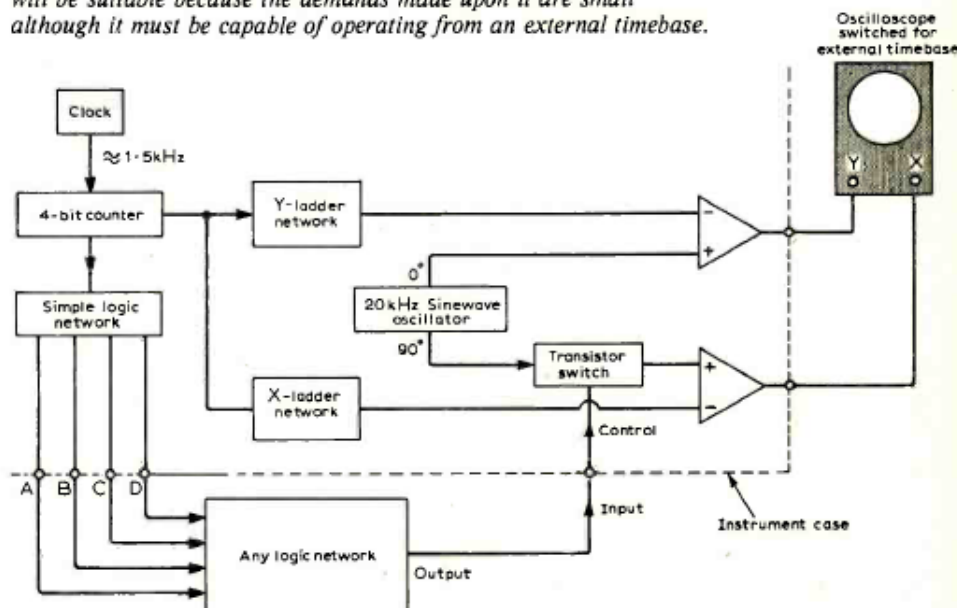 will be suitable because the demands made upon it are small
although it must be capable of operating from an external timebase.
Oscilloscope
switched for
external timebase
Clock
≈1·5kHz
4-bit counter
Y-ladder
network
Y X
Simple logic
network
0°
20kHz Sinewave
oscillator
90°
Transistor
switch
X-ladder
network
Control
A B C D
Input
Instrument case
Any logic network
Output
- +
+ -